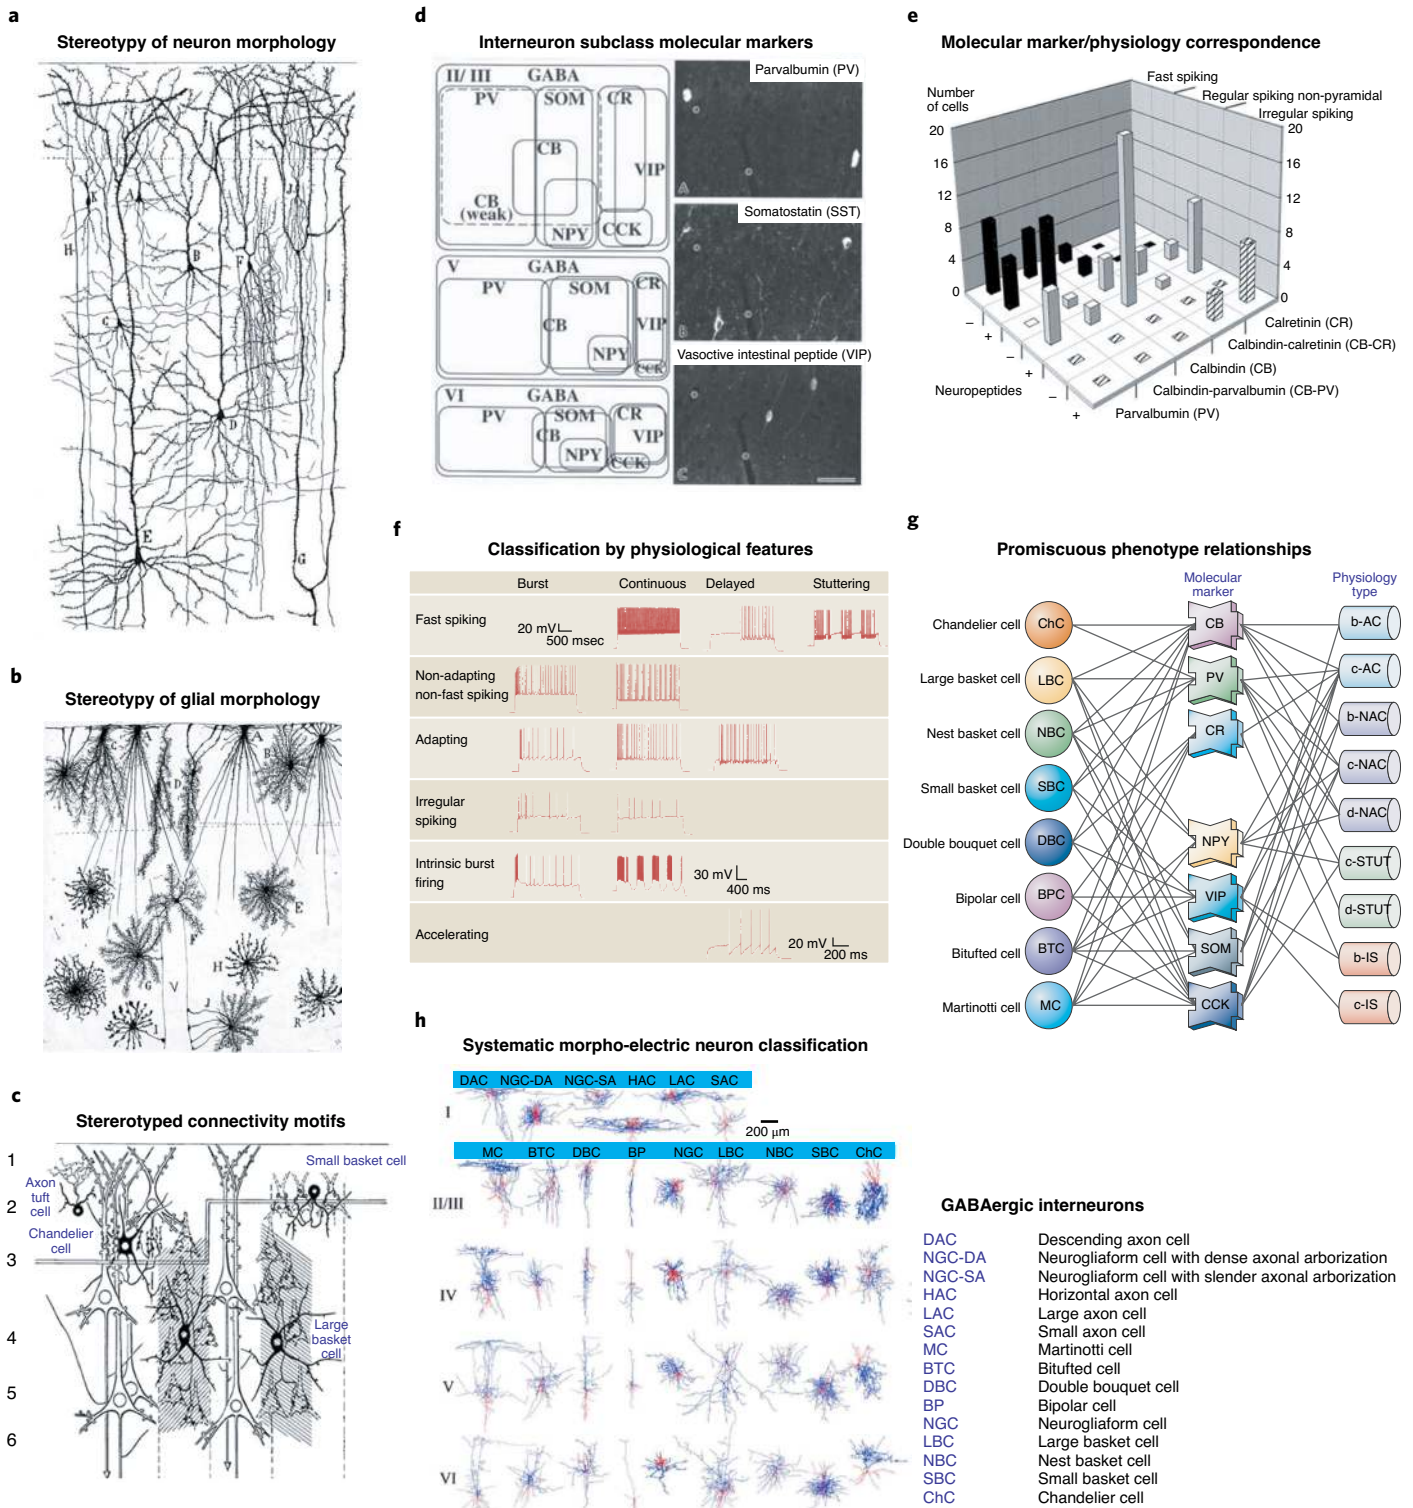 a
Stereotypy of neuron morphology
K
A
J
H
B
F
I
C
D
E
G
b
Stereotypy of glial morphology
C
A
A
B
D
K
E
F
G
H
V
J
I
R
c
Stererotyped connectivity motifs
1
2
3
4
5
6
Axon
tuft
cell
Chandelier
cell
Small basket cell
Large
basket
cell
d
Interneuron subclass molecular markers
II/ III GABA
PV SOM CR
CB
VIP
CB
(weak)
NPY CCK
V GABA
PV SOM CR
CB VIP
NPY
CCK
VI GABA
PV SOM CR
CB VIP
NPY CCK
Parvalbumin (PV)
A
Somatostatin (SST)
B
Vasoctive intestinal peptide (VIP)
C
e
Molecular marker/physiology correspondence
Number
of cells
20
16
12
8
4
0
Fast spiking
Regular spiking non-pyramidal
Irregular spiking
20
16
12
8
4
0
Neuropeptides
–
+
–
+
–
+
Calretinin (CR)
Calbindin-calretinin (CB-CR)
Calbindin (CB)
Calbindin-parvalbumin (CB-PV)
Parvalbumin (PV)
f
Classification by physiological features
Burst Continuous Delayed Stuttering
Fast spiking
20 mV
500 msec
Non-adapting
non-fast spiking
Adapting
Irregular
spiking
Intrinsic burst
firing
30 mV
400 ms
Accelerating
20 mV
200 ms
g
Promiscuous phenotype relationships
Molecular
marker
Physiology
type
Chandelier cell ChC CB b-AC
Large basket cell LBC PV c-AC
Nest basket cell NBC CR b-NAC
Small basket cell SBC c-NAC
Double bouquet cell DBC NPY d-NAC
c-STUT
Bipolar cell BPC VIP d-STUT
Bitufted cell BTC SOM b-IS
Martinotti cell MC CCK c-IS
h
Systematic morpho-electric neuron classification
DAC NGC-DA NGC-SA HAC LAC SAC
I
200 µm
MC BTC DBC BP NGC LBC NBC SBC ChC
II/III
IV
V
VI
GABAergic interneurons
DAC Descending axon cell
NGC-DA Neurogliaform cell with dense axonal arborization
NGC-SA Neurogliaform cell with slender axonal arborization
HAC Horizontal axon cell
LAC Large axon cell
SAC Small axon cell
MC Martinotti cell
BTC Bitufted cell
DBC Double bouquet cell
BP Bipolar cell
NGC Neurogliaform cell
LBC Large basket cell
NBC Nest basket cell
SBC Small basket cell
ChC Chandelier cell